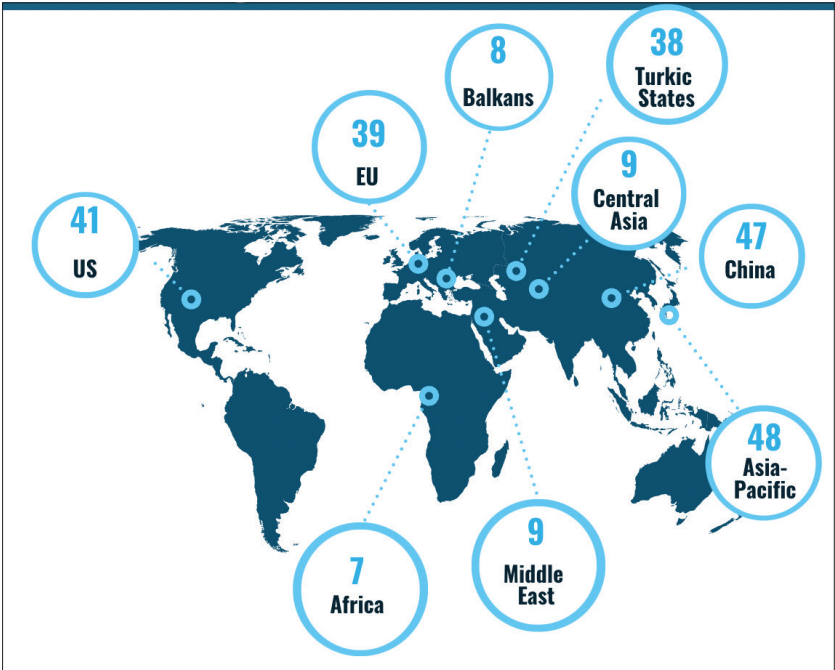 8
Balkans
38
Turkic
States
39
EU
9
Central
Asia
41
US
47
China
48
Asia-
Pacific
9
Middle
East
7
Africa